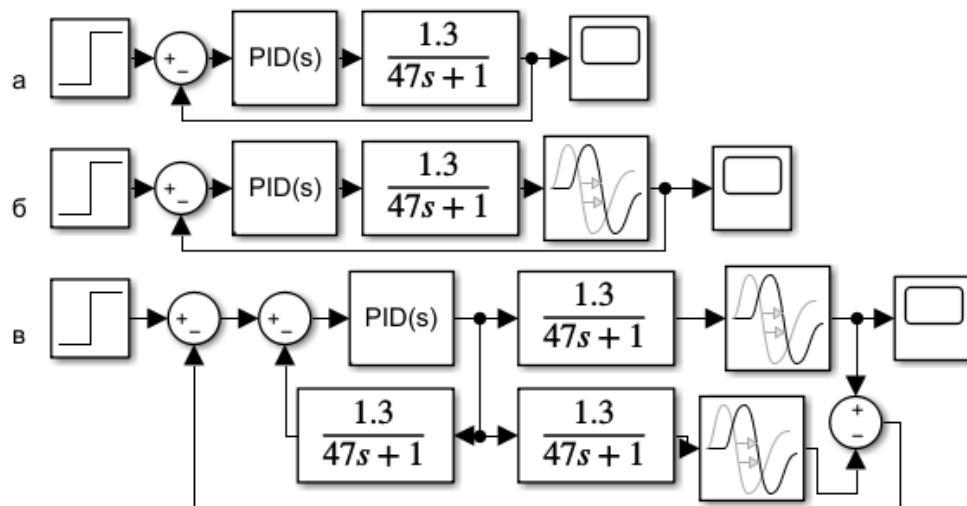 а
+
−
PID(s)
1.3
47s + 1
б
+
−
PID(s)
1.3
47s + 1
в
+
−
+
−
PID(s)
1.3
47s + 1
1.3
47s + 1
1.3
47s + 1
+
−